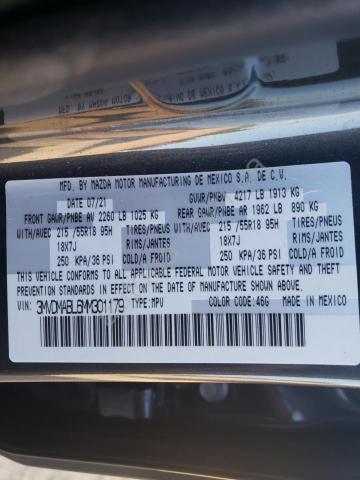 MFD. BY MAZDA MOTOR MANUFACTURING DE MEXICO S.A. DE C.V.
DATE 07/21 GVWR/PNBV 4217 LB 1913 KG
FRONT GAWR/PNBE AV 2260 LB 1025 KG REAR GAWR/PNBE AR 1962 LB 890 KG
WITH/AVEC 215 /55R18 95H TIRES/PNEUS WITH/AVEC 215 /55R18 95H TIRES/PNEUS
18X7J RIMS/JANTES 18X7J RIMS/JANTES
250 KPA/36 PSI COLD/A FROID 250 KPA/36 PSI COLD/A FROID
THIS VEHICLE CONFORMS TO ALL APPLICABLE FEDERAL MOTOR VEHICLE SAFETY, BUMPER, AND THEFT
PREVENTION STANDARDS IN EFFECT ON THE DATE OF MANUFACTURE SHOWN ABOVE.
VIN: 3MVDMABL6MM301179 TYPE: MPV COLOR CODE: 46G MADE IN MEXICO